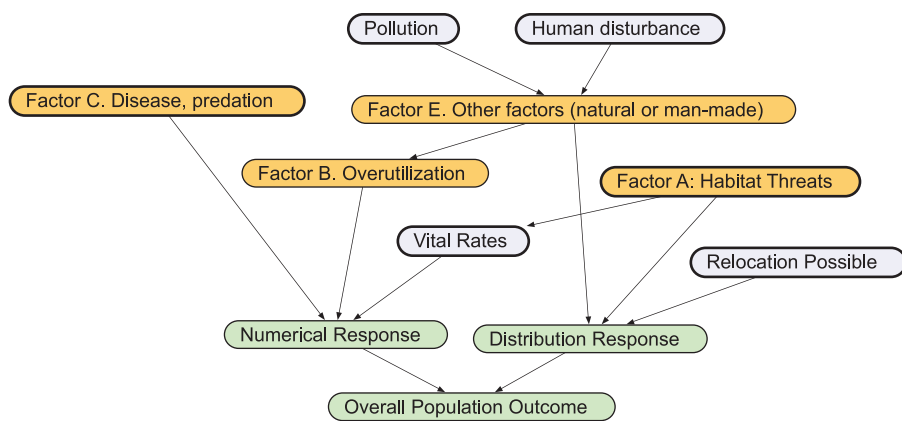 Pollution
Human disturbance
Factor C. Disease, predation
Factor E. Other factors (natural or man-made)
Factor B. Overutilization
Factor A: Habitat Threats
Vital Rates
Relocation Possible
Numerical Response
Distribution Response
Overall Population Outcome